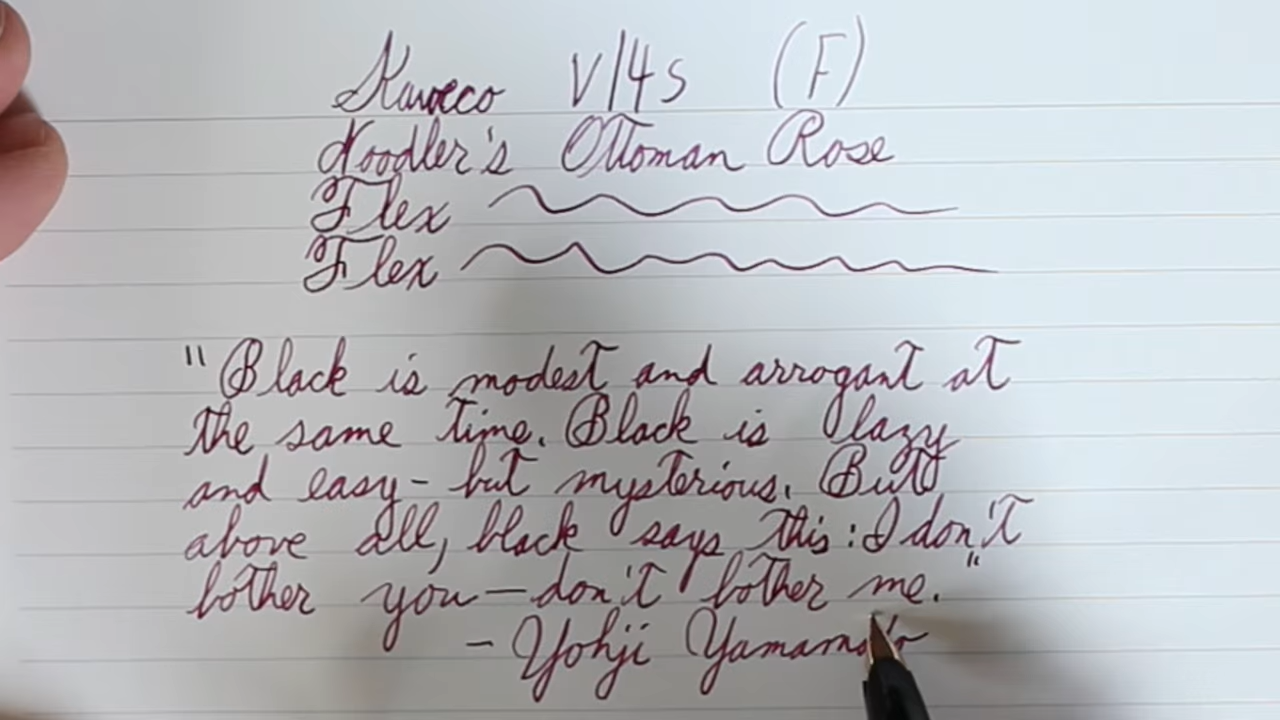 Kaweco V14S (F)
Noodler's Ottoman Rose
Flex
Flex
"Black is modest and arrogant at
the same time. Black is lazy
and easy - but mysterious. But
above all, black says this: I don't
bother you — don't bother me."
- Yohji Yamamoto